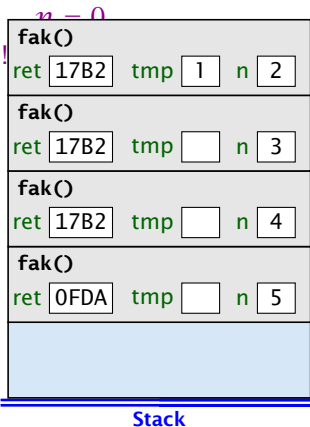 n = 0
!
fak()
ret 17B2 tmp 1 n 2
fak()
ret 17B2 tmp n 3
fak()
ret 17B2 tmp n 4
fak()
ret 0FDA tmp n 5
Stack